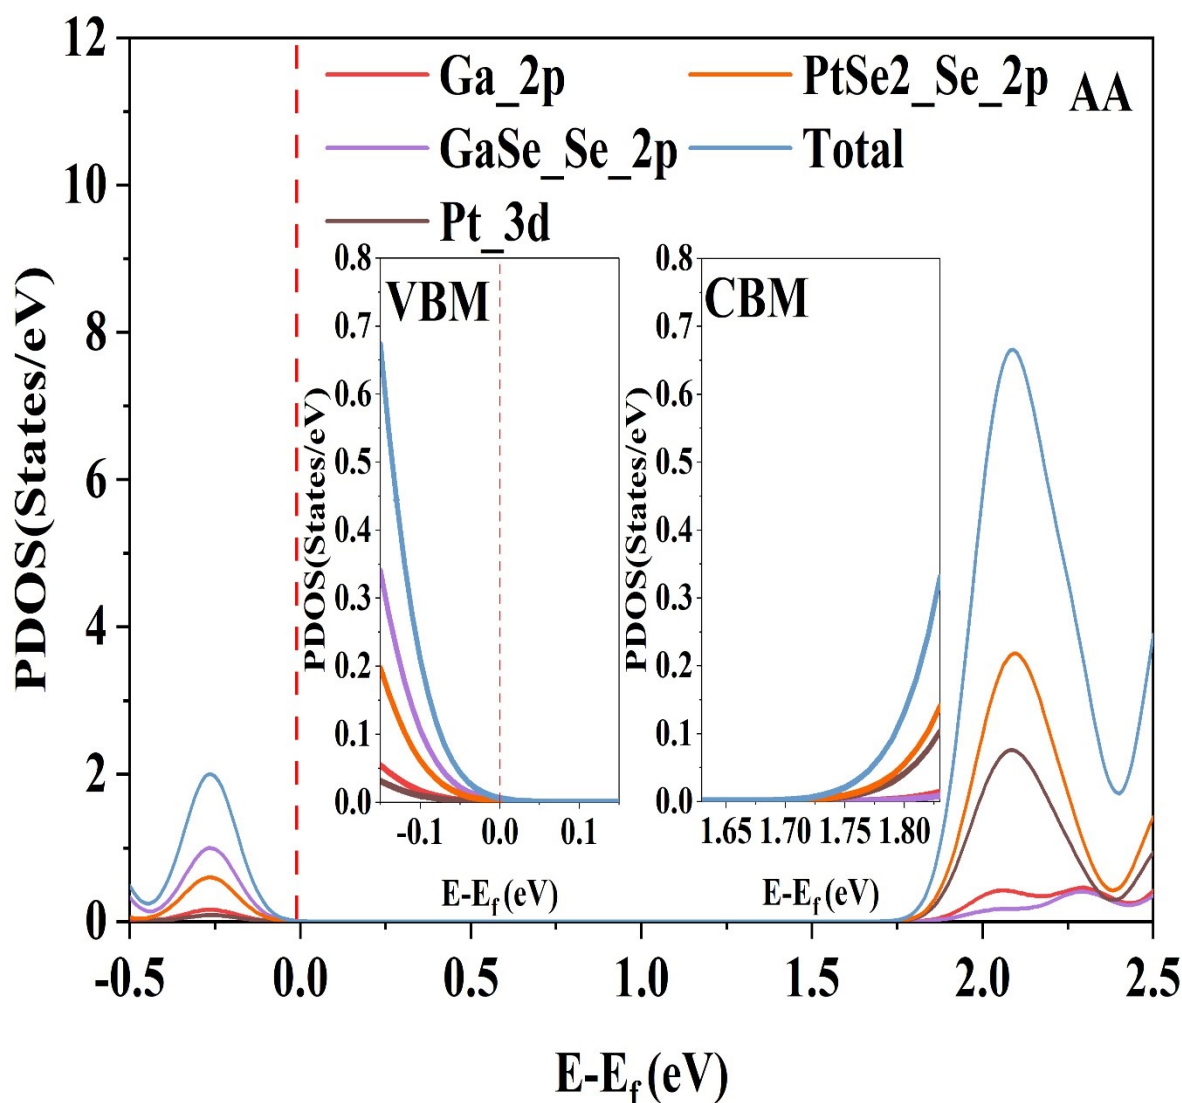 PDOS(States/eV)
12
10
8
6
4
2
0
Ga_2p
GaSe_Se_2p
Pt_3d
PtSe2_Se_2p
Total
AA
VBM
PDOS(States/eV)
0.8
0.7
0.6
0.5
0.4
0.3
0.2
0.1
0.0
-0.1 0.0 0.1
E-Ef(eV)
CBM
PDOS(States/eV)
0.8
0.7
0.6
0.5
0.4
0.3
0.2
0.1
0.0
1.65 1.70 1.75 1.80
E-Ef(eV)
-0.5 0.0 0.5 1.0 1.5 2.0 2.5
E-Ef(eV)